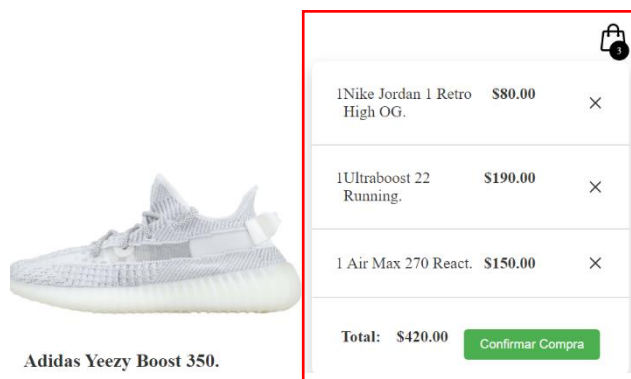 3
1Nike Jordan 1 Retro $80.00 ×
High OG.
1Ultraboost 22 $190.00 ×
Running.
1 Air Max 270 React. $150.00 ×
Total: $420.00 Confirmar Compra
Adidas Yeezy Boost 350.